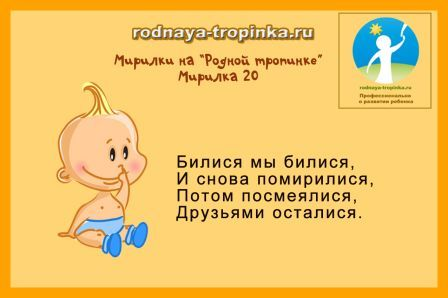 rodnaya-tropinka.ru
Мирилки на "Родной тропинке"
Мирилка 20
rodnaya-tropinka.ru
Профессионально
о развитии ребенка
Билися мы билися,
И снова помирилися,
Потом посмеялися,
Друзьями осталися.